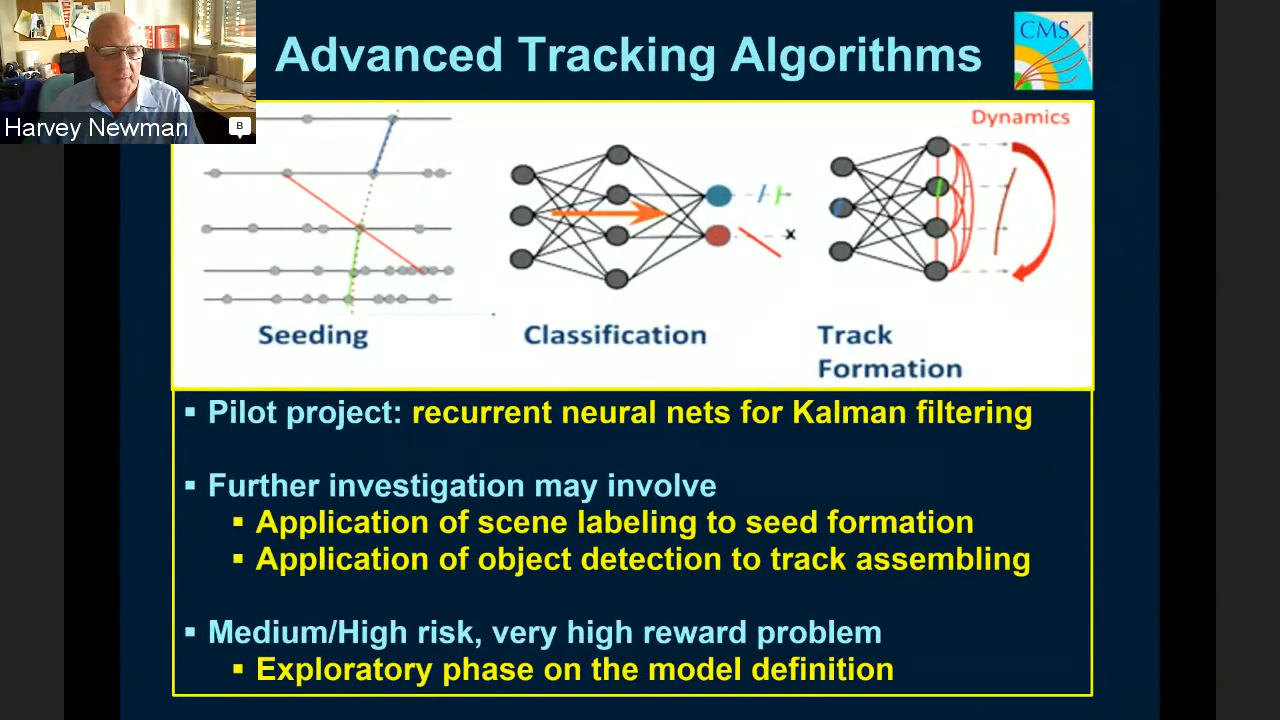 Advanced Tracking Algorithms
CMS
Harvey Newman
B
Dynamics
x
Seeding
Classification
Track
Formation
▪ Pilot project: recurrent neural nets for Kalman filtering
▪ Further investigation may involve
▪ Application of scene labeling to seed formation
▪ Application of object detection to track assembling
▪ Medium/High risk, very high reward problem
▪ Exploratory phase on the model definition